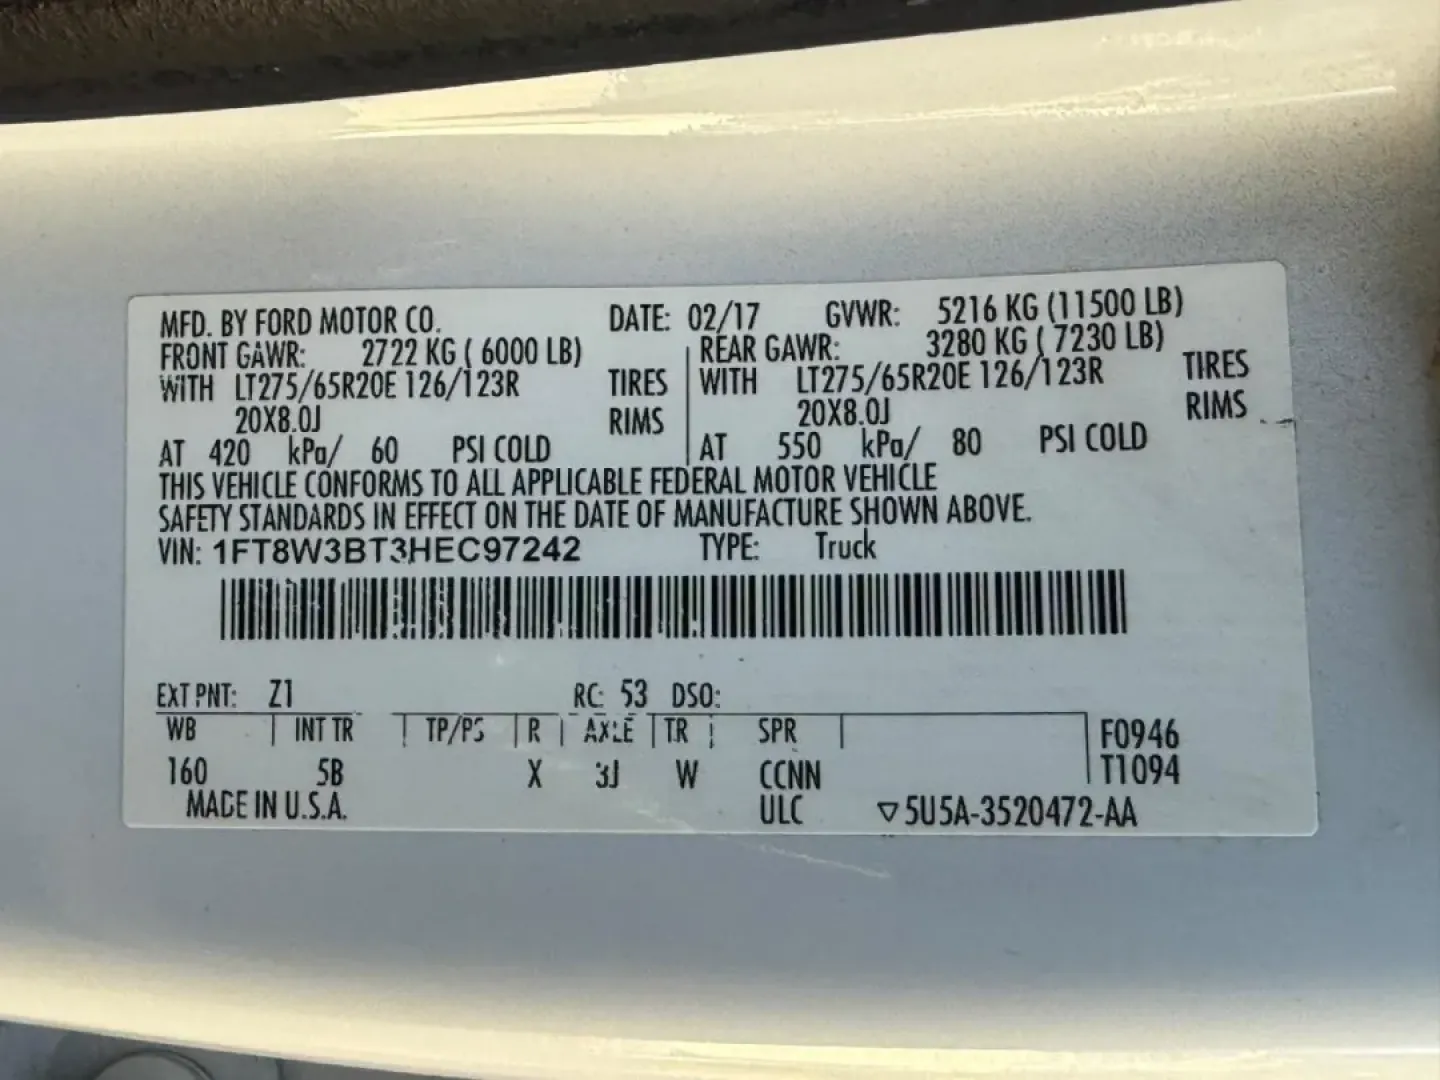 MFD. BY FORD MOTOR CO. DATE: 02/17 GVWR: 5216 KG (11500 LB)
FRONT GAWR: 2722 KG ( 6000 LB) REAR GAWR: 3280 KG ( 7230 LB)
WITH LT275/65R20E 126/123R TIRES WITH LT275/65R20E 126/123R TIRES
20X8.0J RIMS 20X8.0J RIMS
AT 420 kPa/ 60 PSI COLD AT 550 kPa/ 80 PSI COLD
THIS VEHICLE CONFORMS TO ALL APPLICABLE FEDERAL MOTOR VEHICLE
SAFETY STANDARDS IN EFFECT ON THE DATE OF MANUFACTURE SHOWN ABOVE.
VIN: 1FT8W3BT3HEC97242 TYPE: Truck
EXT PNT: Z1 RC: 53 DSO:
WB INT TR TP/PS R AXLE TR SPR F0946
160 5B X 3J W CCNN T1094
MADE IN U.S.A. ULC ▽5U5A-3520472-AA